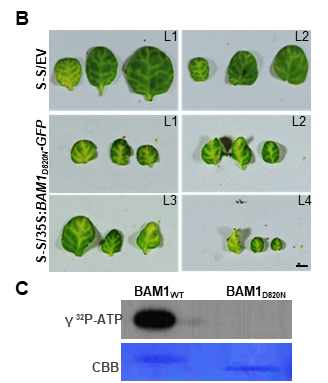 B
S-S/EV
L1
L2
S-S/35S:BAM1D820N-GFP
L1
L2
L3
L4
C
BAM1WT
BAM1D820N
γ 32P-ATP
CBB